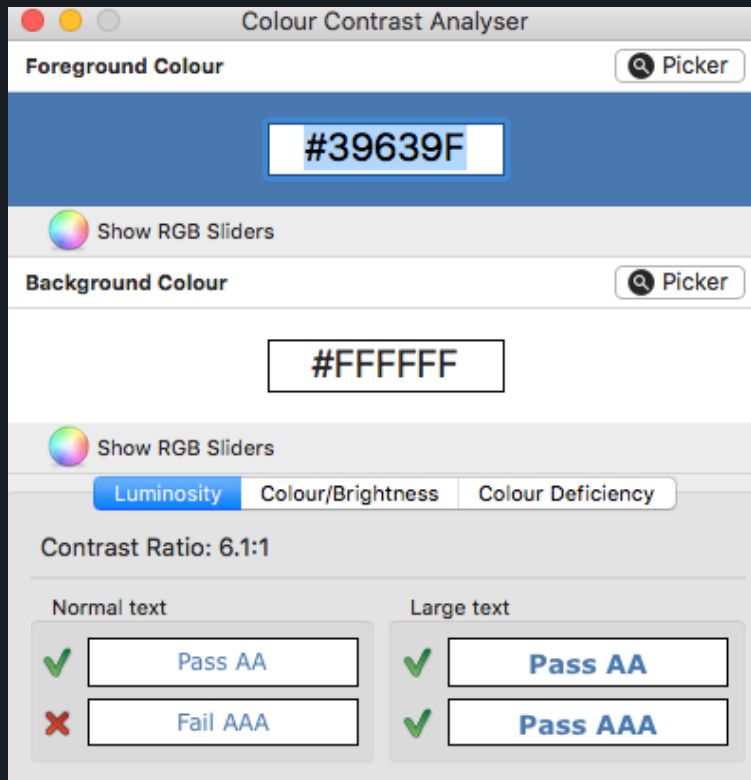 Colour Contrast Analyser
Foreground Colour
Picker
#39639F
Show RGB Sliders
Background Colour
Picker
#FFFFFF
Show RGB Sliders
Luminosity Colour/Brightness Colour Deficiency
Contrast Ratio: 6.1:1
Normal text Large text
Pass AA Pass AA
Fail AAA Pass AAA